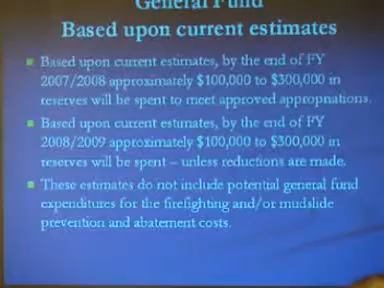 General Fund
Based upon current estimates
Based upon current estimates, by the end of FY
2007/2008 approximately $100,000 to $300,000 in
reserves will be spent to meet approved appropriations.
Based upon current estimates, by the end of FY
2008/2009 approximately $100,000 to $300,000 in
reserves will be spent – unless reductions are made.
These estimates do not include potential general fund
expenditures for the firefighting and/or mudslide
prevention and abatement costs.